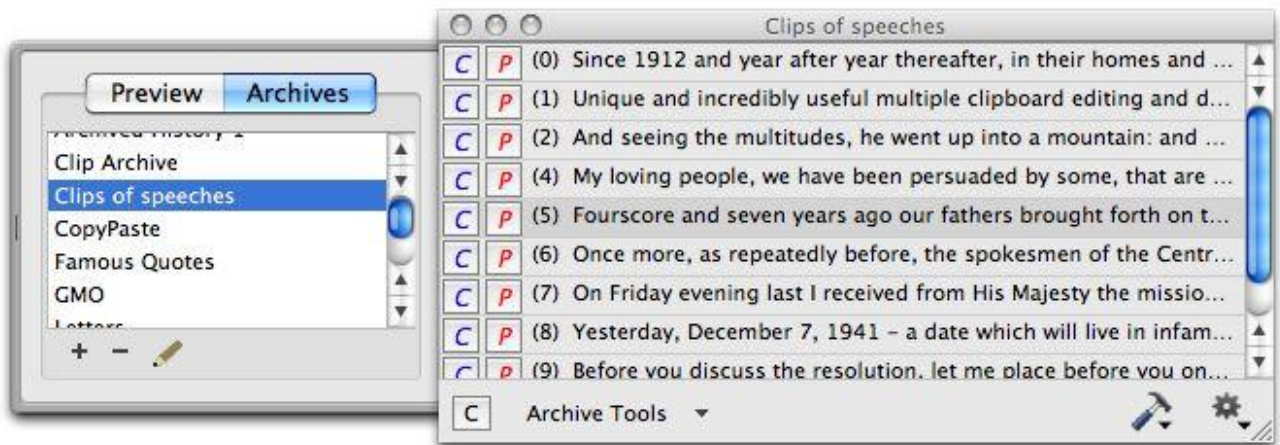 Preview Archives
Archived History 1
Clip Archive
Clips of speeches
CopyPaste
Famous Quotes
GMO
Letters
Clips of speeches
C P (0) Since 1912 and year after year thereafter, in their homes and ...
C P (1) Unique and incredibly useful multiple clipboard editing and d...
C P (2) And seeing the multitudes, he went up into a mountain: and ...
C P (4) My loving people, we have been persuaded by some, that are ...
C P (5) Fourscore and seven years ago our fathers brought forth on t...
C P (6) Once more, as repeatedly before, the spokesmen of the Centr...
C P (7) On Friday evening last I received from His Majesty the missio...
C P (8) Yesterday, December 7, 1941 – a date which will live in infam...
C P (9) Before you discuss the resolution, let me place before you on...
C Archive Tools